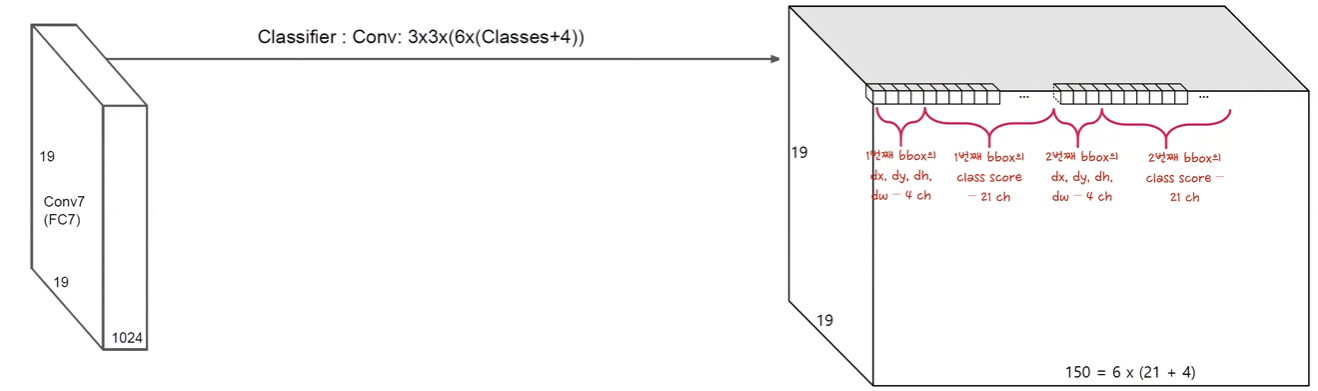 Classifier : Conv: 3x3x(6x(Classes+4))
19
Conv7
(FC7)
19
1024
19
19
1번째 bbox의
dx, dy, dh,
dw - 4 ch
1번째 bbox의
class score
- 21 ch
2번째 bbox의
dx, dy, dh,
dw - 4 ch
2번째 bbox의
class score -
21 ch
...
...
150 = 6 x (21 + 4)